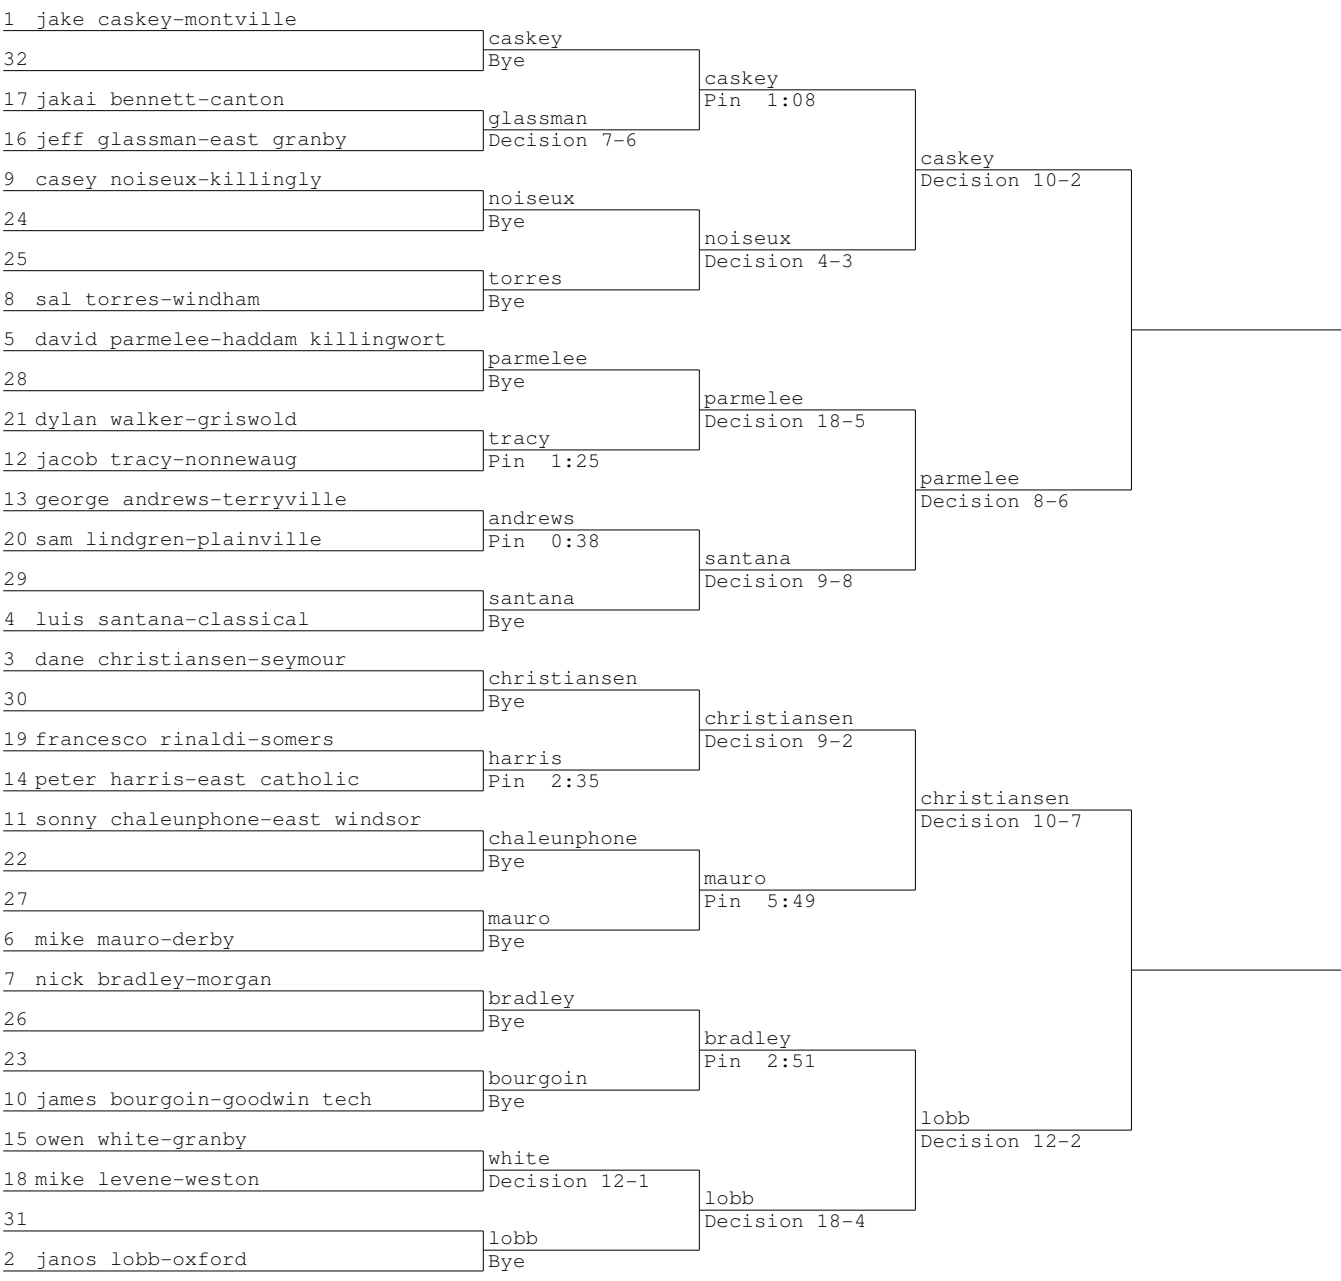 1 jake caskey-montville
32
17 jakai bennett-canton
16 jeff glassman-east granby
9 casey noiseux-killingly
24
25
8 sal torres-windham
5 david parmelee-haddam killingwort
28
21 dylan walker-griswold
12 jacob tracy-nonnewaug
13 george andrews-terryville
20 sam lindgren-plainville
29
4 luis santana-classical
3 dane christiansen-seymour
30
19 francesco rinaldi-somers
14 peter harris-east catholic
11 sonny chaleunphone-east windsor
22
27
6 mike mauro-derby
7 nick bradley-morgan
26
23
10 james bourgoin-goodwin tech
15 owen white-granby
18 mike levene-weston
31
2 janos lobb-oxford
caskey
Bye
glassman
Decision 7-6
noiseux
Bye
torres
Bye
parmelee
Bye
tracy
Pin 1:25
andrews
Pin 0:38
santana
Bye
christiansen
Bye
harris
Pin 2:35
chaleunphone
Bye
mauro
Bye
bradley
Bye
bourgoin
Bye
white
Decision 12-1
lobb
Bye
caskey
Pin 1:08
noiseux
Decision 4-3
parmelee
Decision 18-5
santana
Decision 9-8
christiansen
Decision 9-2
mauro
Pin 5:49
bradley
Pin 2:51
lobb
Decision 18-4
caskey
Decision 10-2
parmelee
Decision 8-6
christiansen
Decision 10-7
lobb
Decision 12-2